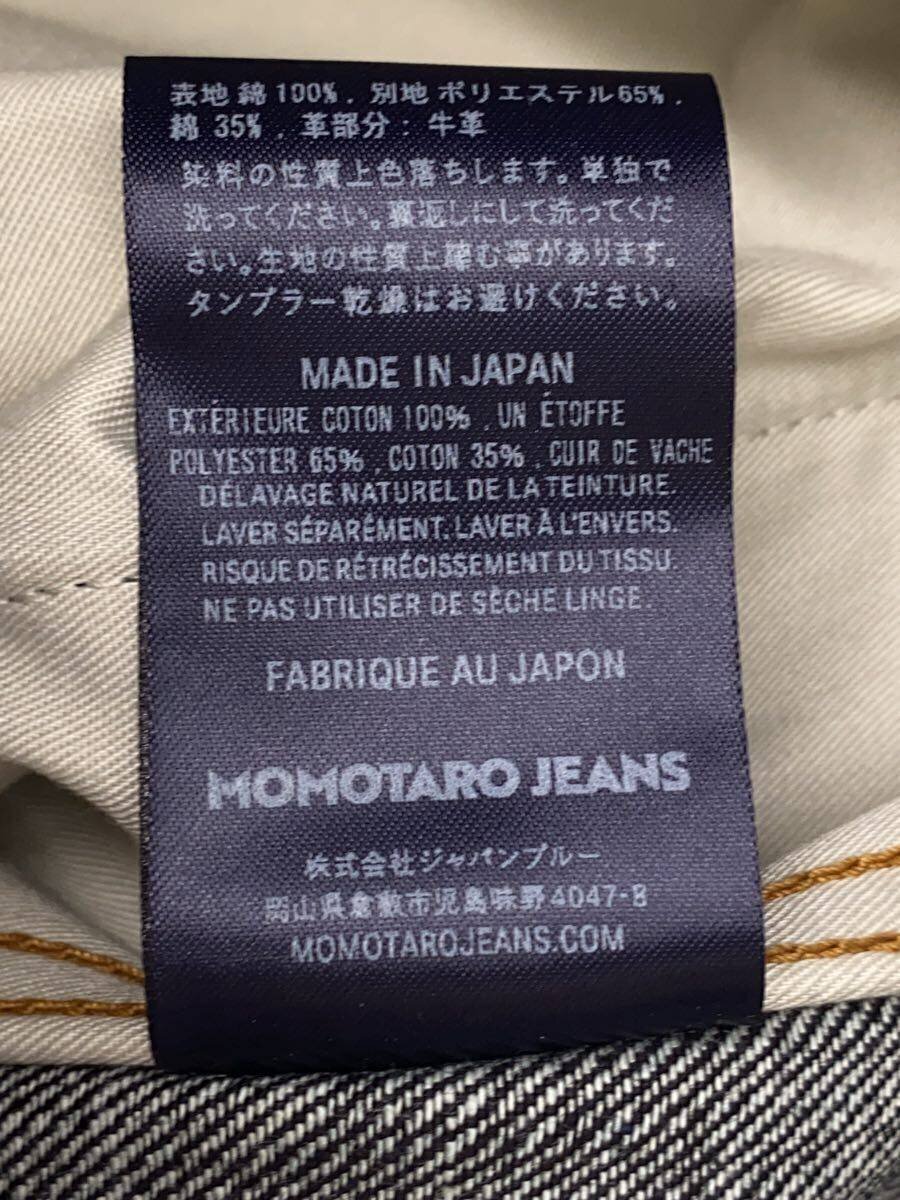 表地 綿 100% . 別地 ポリエステル 65% .
綿 35% . 革部分 : 牛革
染料の性質上色落ちします。単独で
洗ってください。裏返しにして洗ってくだ
さい。生地の性質上縮む事があります。
タンブラー乾燥はお避けください。
MADE IN JAPAN
EXTÉRIEURE COTON 100% . UN ÉTOFFE
POLYESTER 65% . COTON 35% . CUIR DE VACHE
DÉLAVAGE NATUREL DE LA TEINTURE.
LAVER SÉPARÉMENT. LAVER À L'ENVERS.
RISQUE DE RÉTRÉCISSEMENT DU TISSU.
NE PAS UTILISER DE SÈCHE LINGE.
FABRIQUE AU JAPON
MOMOTARO JEANS
株式会社ジャパンブルー
岡山県倉敷市児島味野 4047-8
MOMOTAROJEANS.COM